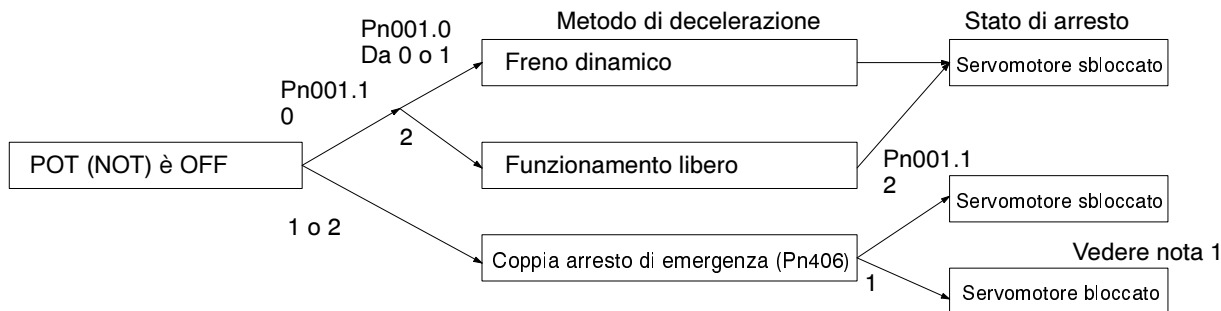 Metodo di decelerazione
Stato di arresto
Pn001.0
Da 0 o 1
Freno dinamico
Servomotore sbloccato
Pn001.1
0
2
POT (NOT) è OFF
Funzionamento libero
Pn001.1
2
Servomotore sbloccato
1 o 2
Coppia arresto di emergenza (Pn406)
Vedere nota 1
1
Servomotore bloccato